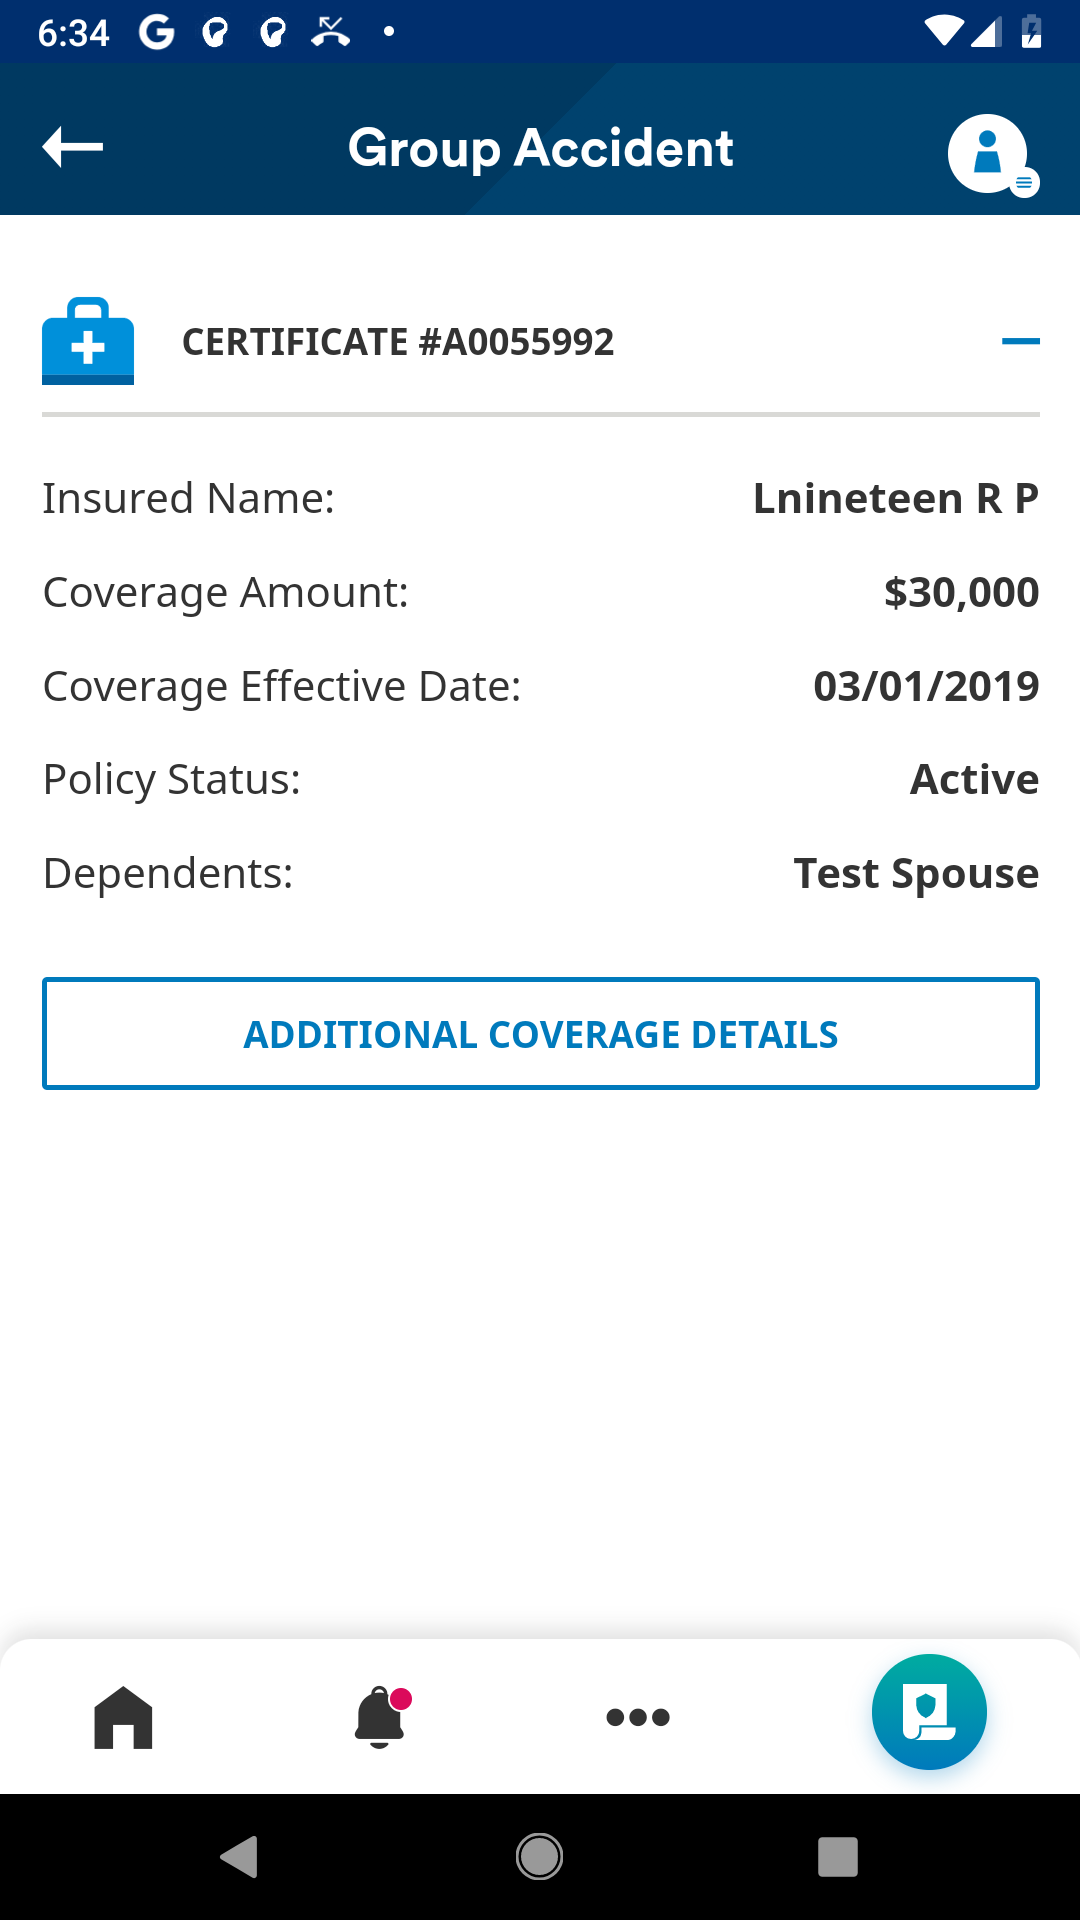 6:34
Group Accident
CERTIFICATE #A0055992
Insured Name: Lnineteen R P
Coverage Amount: $30,000
Coverage Effective Date: 03/01/2019
Policy Status: Active
Dependents: Test Spouse
ADDITIONAL COVERAGE DETAILS